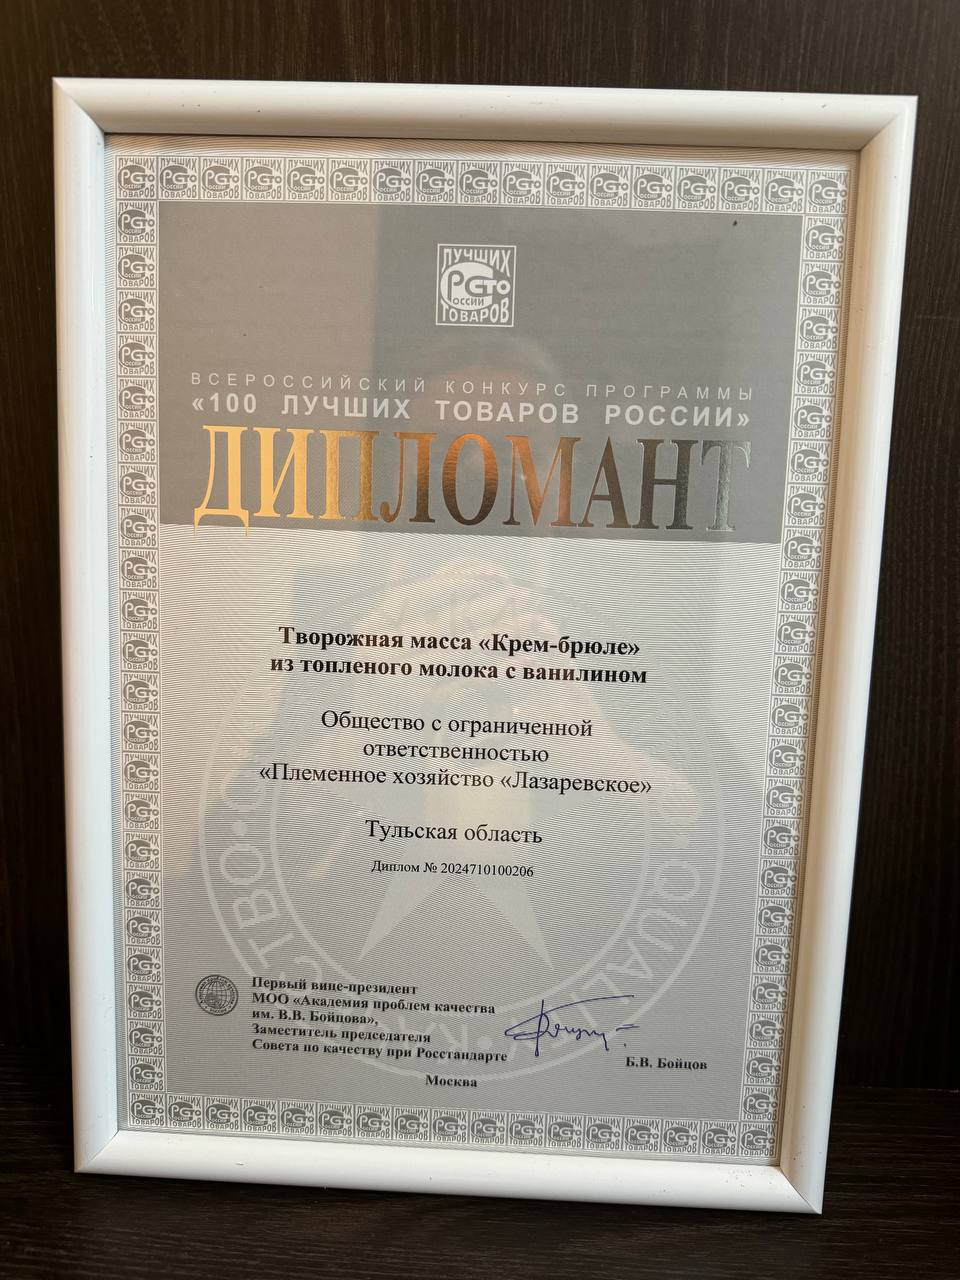 ЛУЧШИХ
РСТо
РОССИИ
ТОВАРОВ
ВСЕРОССИЙСКИЙ КОНКУРС ПРОГРАММЫ
«100 ЛУЧШИХ ТОВАРОВ РОССИИ»
ДИПЛОМАНТ
Творожная масса «Крем-брюле»
из топленого молока с ванилином
Общество с ограниченной
ответственностью
«Племенное хозяйство «Лазаревское»
Тульская область
Диплом № 2024710100206
Первый вице-президент
МОО «Академия проблем качества
им. В.В. Бойцова»,
Заместитель председателя
Совета по качеству при Росстандарте
Б.В. Бойцов
Москва